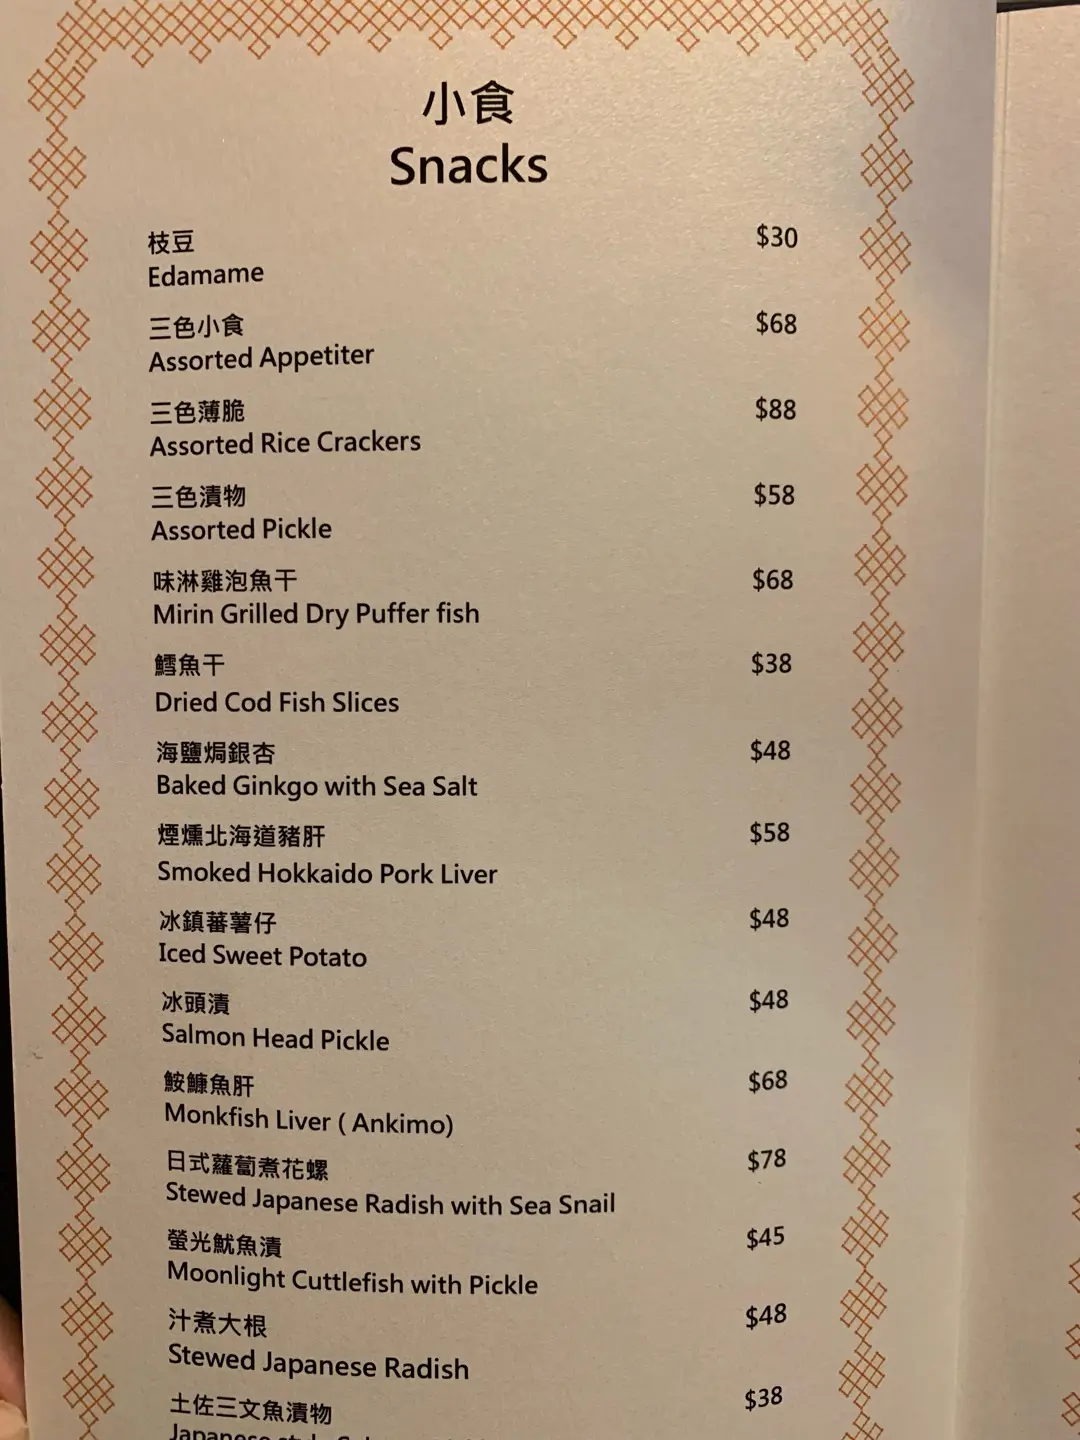 小食
Snacks
枝豆 $30
Edamame
三色小食 $68
Assorted Appetiter
三色薄脆 $88
Assorted Rice Crackers
三色漬物 $58
Assorted Pickle
味淋雞泡魚干 $68
Mirin Grilled Dry Puffer fish
鱈魚干 $38
Dried Cod Fish Slices
海鹽焗銀杏 $48
Baked Ginkgo with Sea Salt
煙燻北海道豬肝 $58
Smoked Hokkaido Pork Liver
冰鎮蕃薯仔 $48
Iced Sweet Potato
冰頭漬 $48
Salmon Head Pickle
鮟鱇魚肝 $68
Monkfish Liver ( Ankimo)
日式蘿蔔煮花螺 $78
Stewed Japanese Radish with Sea Snail
螢光魷魚漬 $45
Moonlight Cuttlefish with Pickle
汁煮大根 $48
Stewed Japanese Radish
土佐三文魚漬物 $38
Japanese